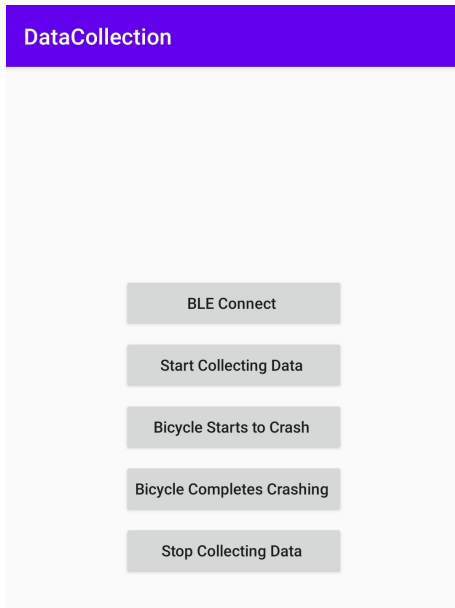 DataCollection
BLE Connect
Start Collecting Data
Bicycle Starts to Crash
Bicycle Completes Crashing
Stop Collecting Data